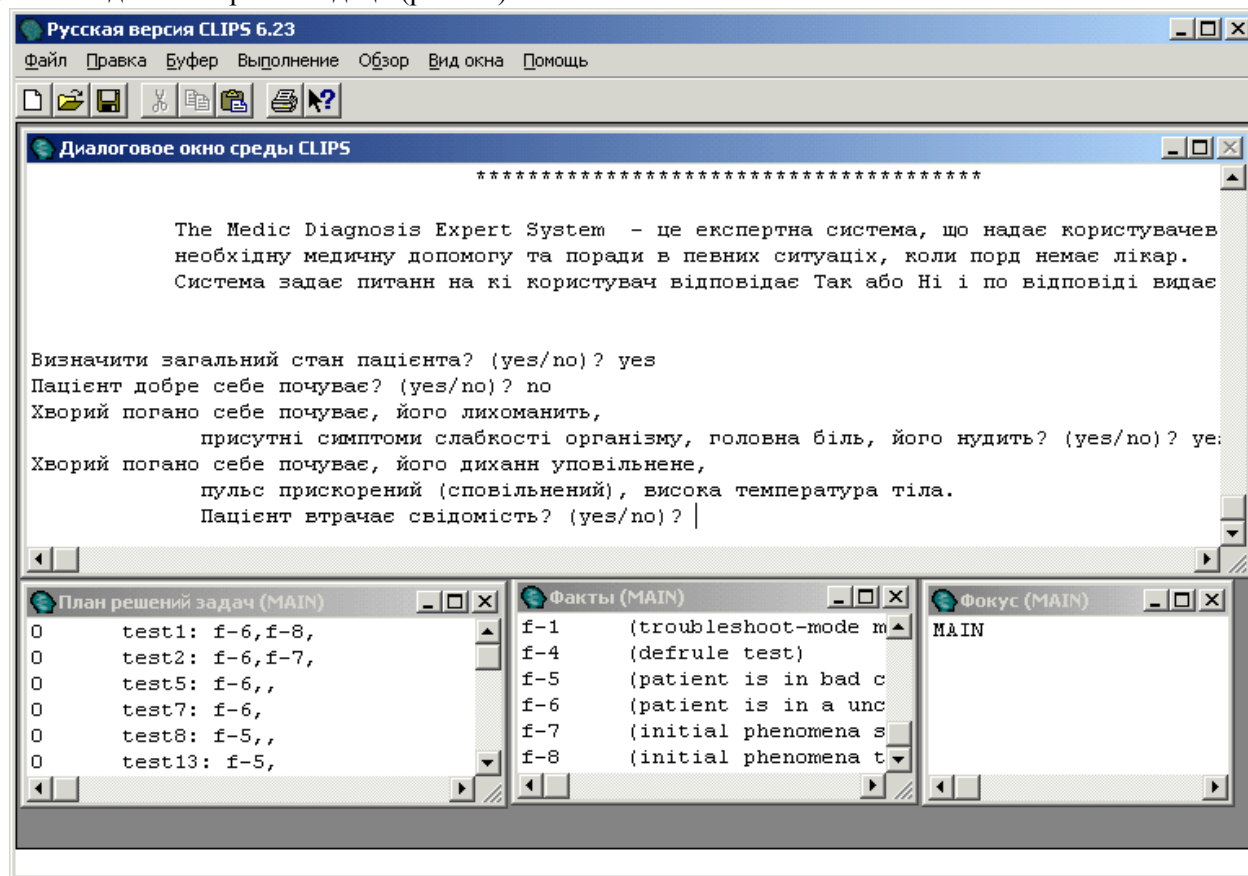 Русская версия CLIPS 6.23
Файл Правка Буфер Выполнение Обзор Вид окна Помощь
Диалоговое окно среды CLIPS
***************************************
The Medic Diagnosis Expert System - це експертна система, що надає користувачев
необхідну медичну допомогу та поради в певних ситуаціх, коли порд немає лікар.
Система задає питанн на кі користувач відповідає Так або Ні і по відповіді видає
Визначити загальний стан пацієнта? (yes/no)? yes
Пацієнт добре себе почуває? (yes/no)? no
Хворий погано себе почуває, його лихоманить,
присутні симптоми слабкості організму, головна біль, його нудить? (yes/no)? ye
Хворий погано себе почуває, його диханн уповільнене,
пульс прискорений (сповільнений), висока температура тіла.
Пацієнт втрачає свідомість? (yes/no)?
План решений задач (MAIN)
0 test1: f-6,f-8,
0 test2: f-6,f-7,
0 test5: f-6,,
0 test7: f-6,
0 test8: f-5,,
0 test13: f-5,
Факты (MAIN)
f-1 (troubleshoot-mode m
f-4 (defrule test)
f-5 (patient is in bad c
f-6 (patient is in a unc
f-7 (initial phenomena s
f-8 (initial phenomena t
Фокус (MAIN)
MAIN